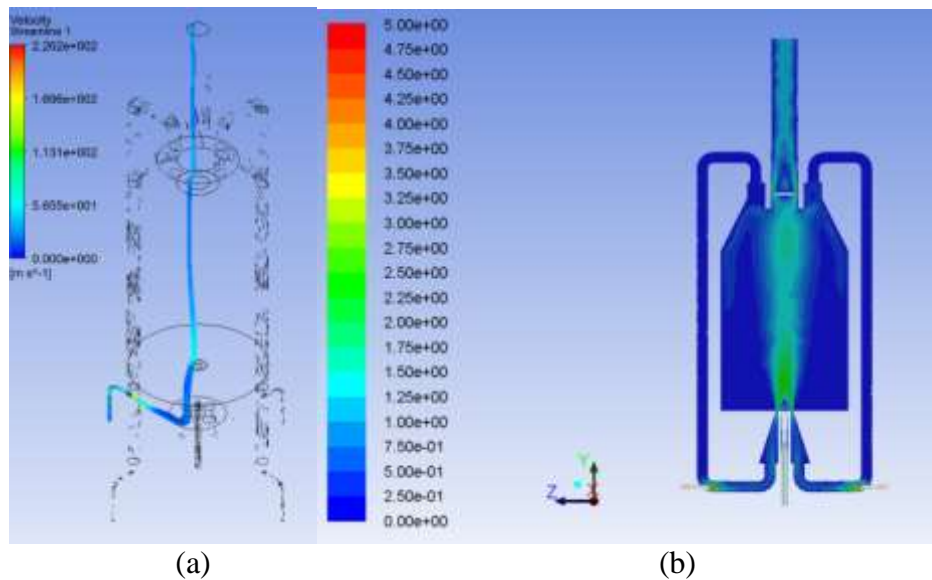 Velocity
Streamline 1
2.262e+002
1.696e+002
1.131e+002
5.655e+001
0.000e+000
[m s^-1]
5.00e+00
4.75e+00
4.50e+00
4.25e+00
4.00e+00
3.75e+00
3.50e+00
3.25e+00
3.00e+00
2.75e+00
2.50e+00
2.25e+00
2.00e+00
1.75e+00
1.50e+00
1.25e+00
1.00e+00
7.50e-01
5.00e-01
2.50e-01
0.00e+00
Y
Z
X
(a)
(b)